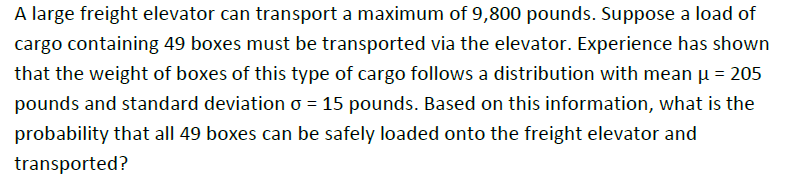 A large freight elevator can transport a maximum of 9,800 pounds. Suppose a load of
cargo containing 49 boxes must be transported via the elevator. Experience has shown
that the weight of boxes of this type of cargo follows a distribution with mean μ = 205
pounds and standard deviation σ = 15 pounds. Based on this information, what is the
probability that all 49 boxes can be safely loaded onto the freight elevator and
transported?